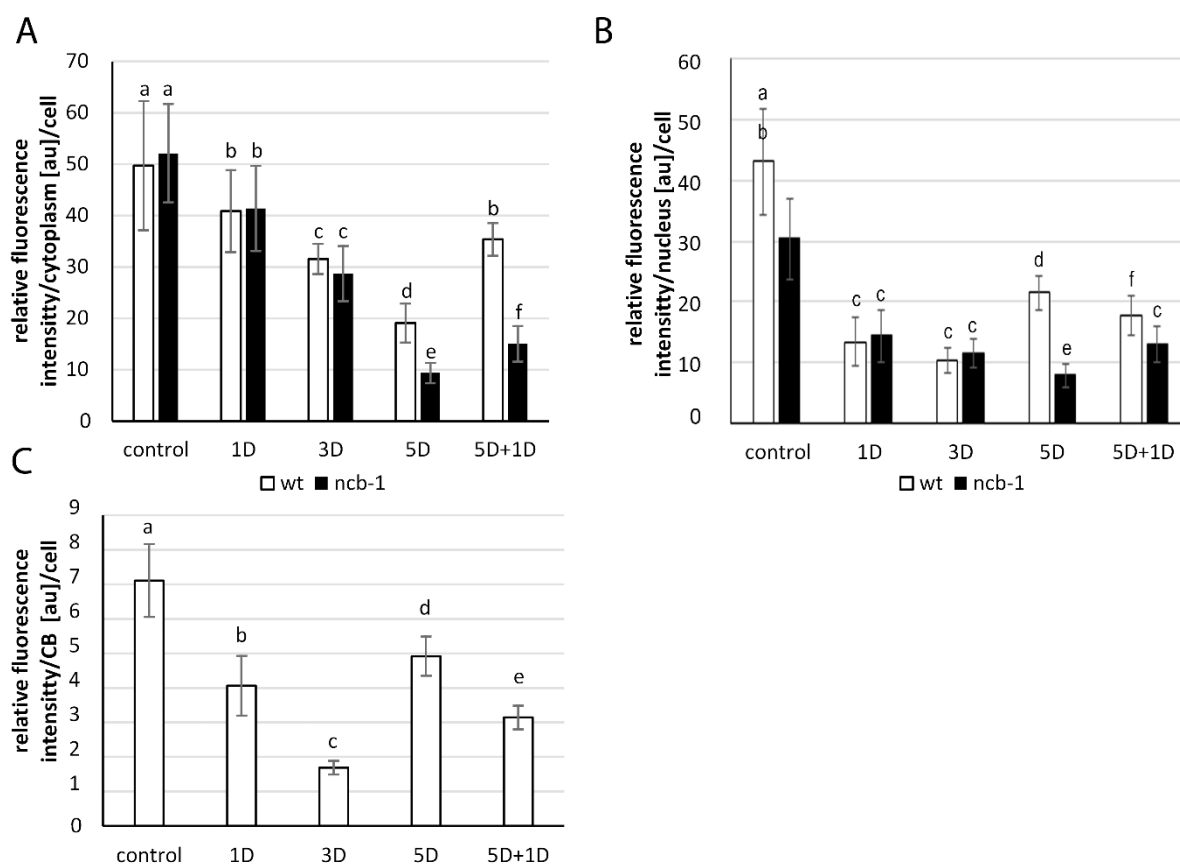 A
relative fluorescence
intensitty/cytoplasm [au]/cell
70
60
50
40
30
20
10
0
a a
b b
c c
d
e
b
f
control 1D 3D 5D 5D+1D
wt ncb-1
B
relative fluorescence
intensitty/nucleus [au]/cell
60
50
40
30
20
10
0
a
b
c c
c c
d
e
f
c
control 1D 3D 5D 5D+1D
wt ncb-1
C
relative fluorescence
intensitty/CB [au]/cell
9
8
7
6
5
4
3
2
1
0
a
b
c
d
e
control 1D 3D 5D 5D+1D